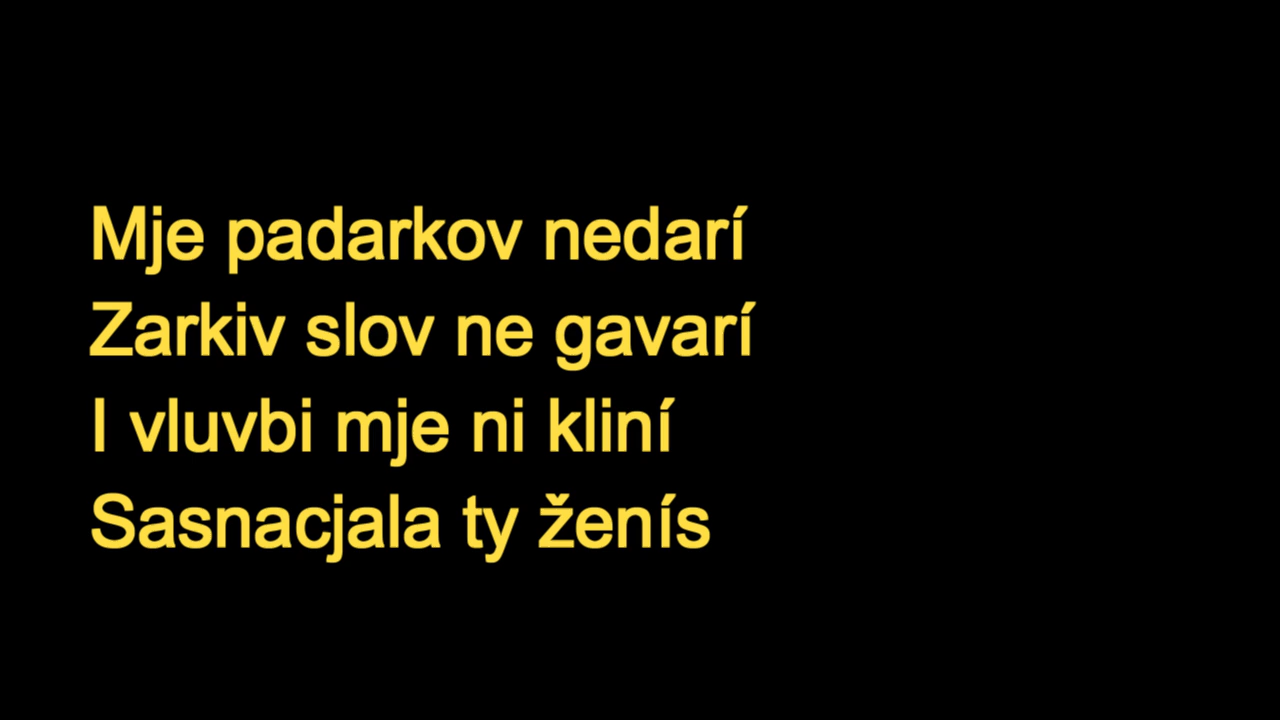 Mje padarkov nedarí
Zarkiv slov ne gavarí
I vluvbi mje ni kliní
Sasnacjala ty ženís